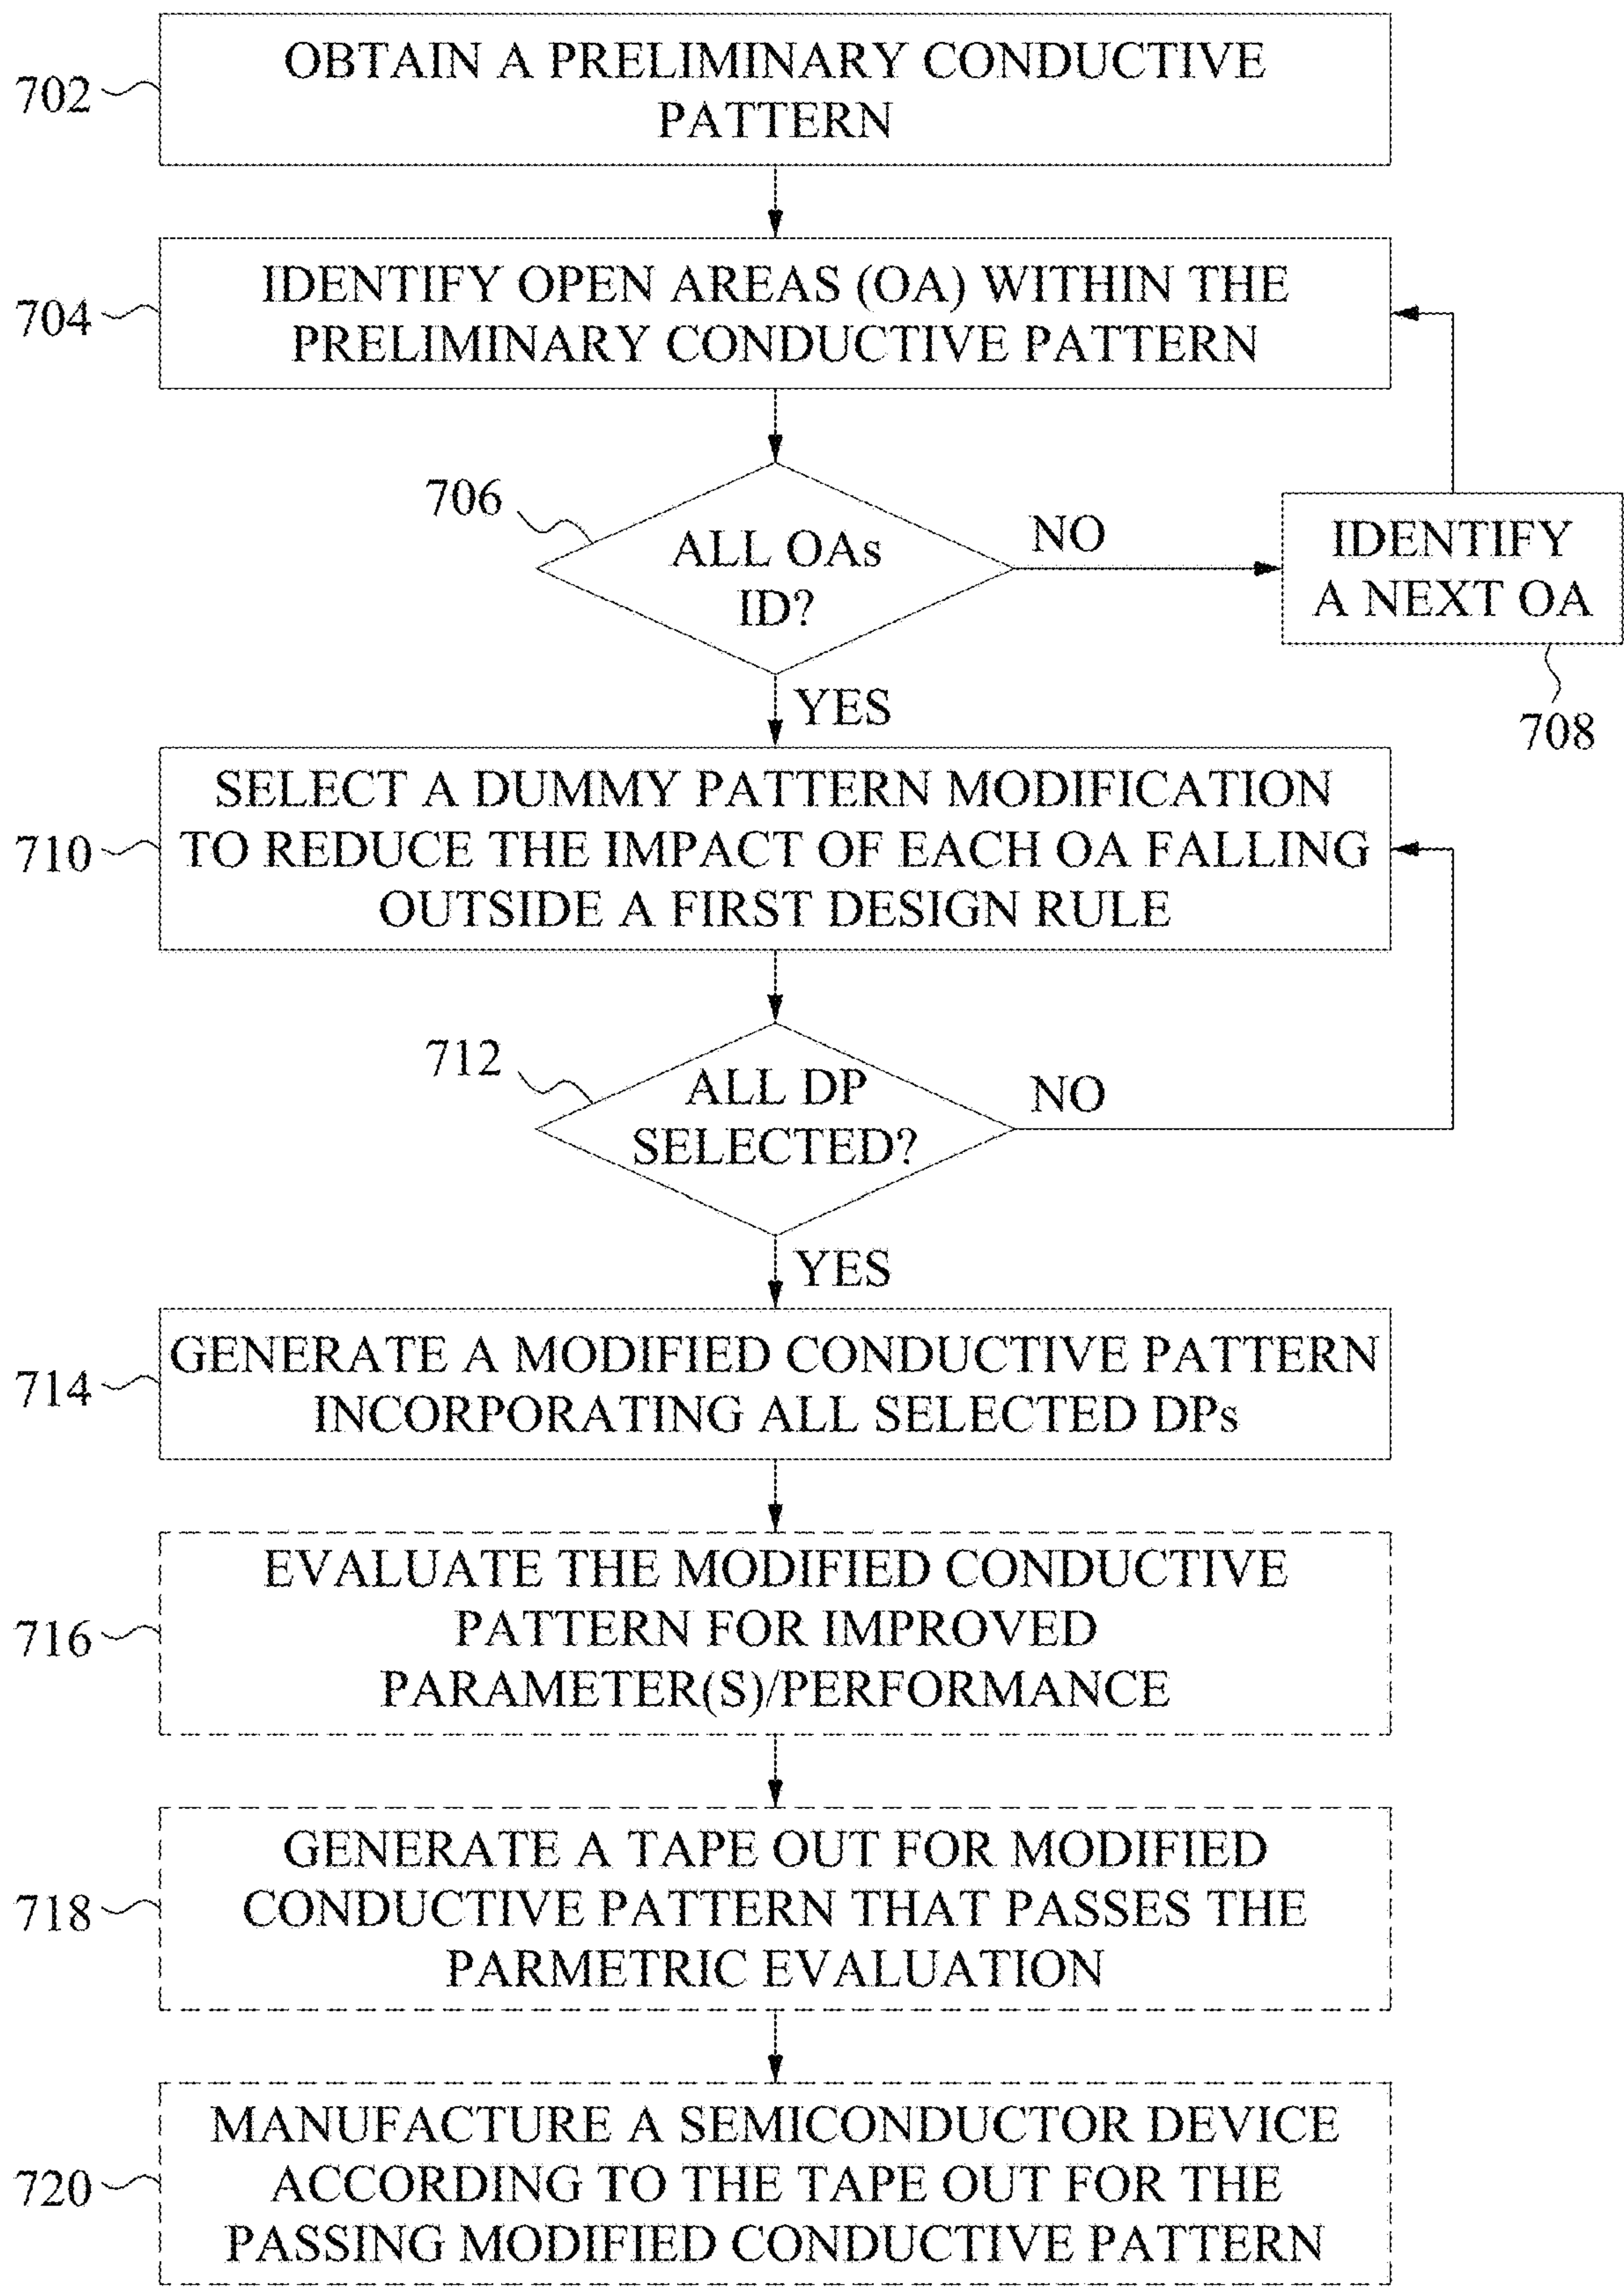 702
OBTAIN A PRELIMINARY CONDUCTIVE
PATTERN
704
IDENTIFY OPEN AREAS (OA) WITHIN THE
PRELIMINARY CONDUCTIVE PATTERN
706
ALL OAs
ID?
NO
IDENTIFY
A NEXT OA
708
YES
710
SELECT A DUMMY PATTERN MODIFICATION
TO REDUCE THE IMPACT OF EACH OA FALLING
OUTSIDE A FIRST DESIGN RULE
712
ALL DP
SELECTED?
NO
YES
714
GENERATE A MODIFIED CONDUCTIVE PATTERN
INCORPORATING ALL SELECTED DPs
716
EVALUATE THE MODIFIED CONDUCTIVE
PATTERN FOR IMPROVED
PARAMETER(S)/PERFORMANCE
718
GENERATE A TAPE OUT FOR MODIFIED
CONDUCTIVE PATTERN THAT PASSES THE
PARMETRIC EVALUATION
720
MANUFACTURE A SEMICONDUCTOR DEVICE
ACCORDING TO THE TAPE OUT FOR THE
PASSING MODIFIED CONDUCTIVE PATTERN